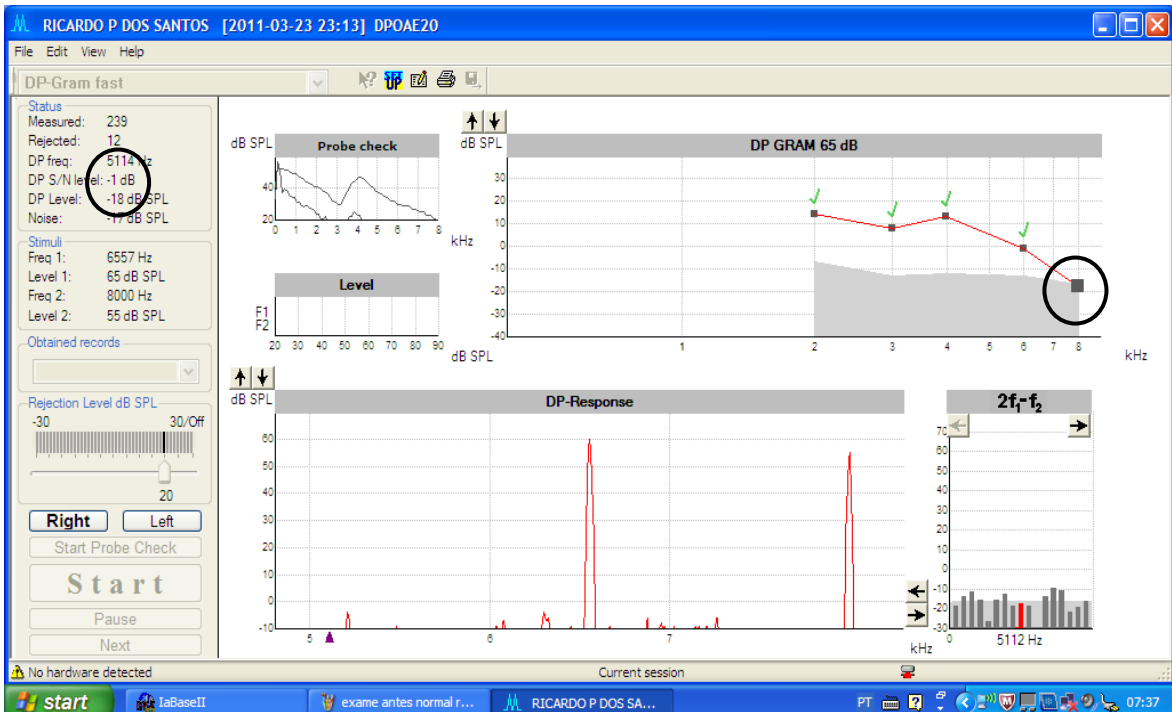 RICARDO P DOS SANTOS [2011-03-23 23:13] DPOAE20
File Edit View Help
DP-Gram fast
Status
Measured: 239
Rejected: 12
DP freq: 5114 Hz
DP S/N level: -1 dB
DP Level: -18 dB SPL
Noise: -17 dB SPL
Stimuli
Freq 1: 6557 Hz
Level 1: 65 dB SPL
Freq 2: 8000 Hz
Level 2: 55 dB SPL
Obtained records
Rejection Level dB SPL
-30 30/Off
20
Right Left
Start Probe Check
Start
Pause
Next
dB SPL
Probe check
40
20
0 1 2 3 4 5 6 7 8
kHz
Level
F1
F2
20 30 40 50 60 70 80 90
dB SPL
dB SPL
DP GRAM 65 dB
30
20
10
0
-10
-20
-30
-40
1 2 3 4 5 6 7 8
kHz
dB SPL
DP-Response
60
50
40
30
20
10
0
-10
5 6 7
kHz
2f1-f2
70
60
50
40
30
20
10
0
-10
-20
-30
0 5112 Hz
No hardware detected Current session
start IaBaseII exame antes normal r... RICARDO P DOS SA... PT 07:37